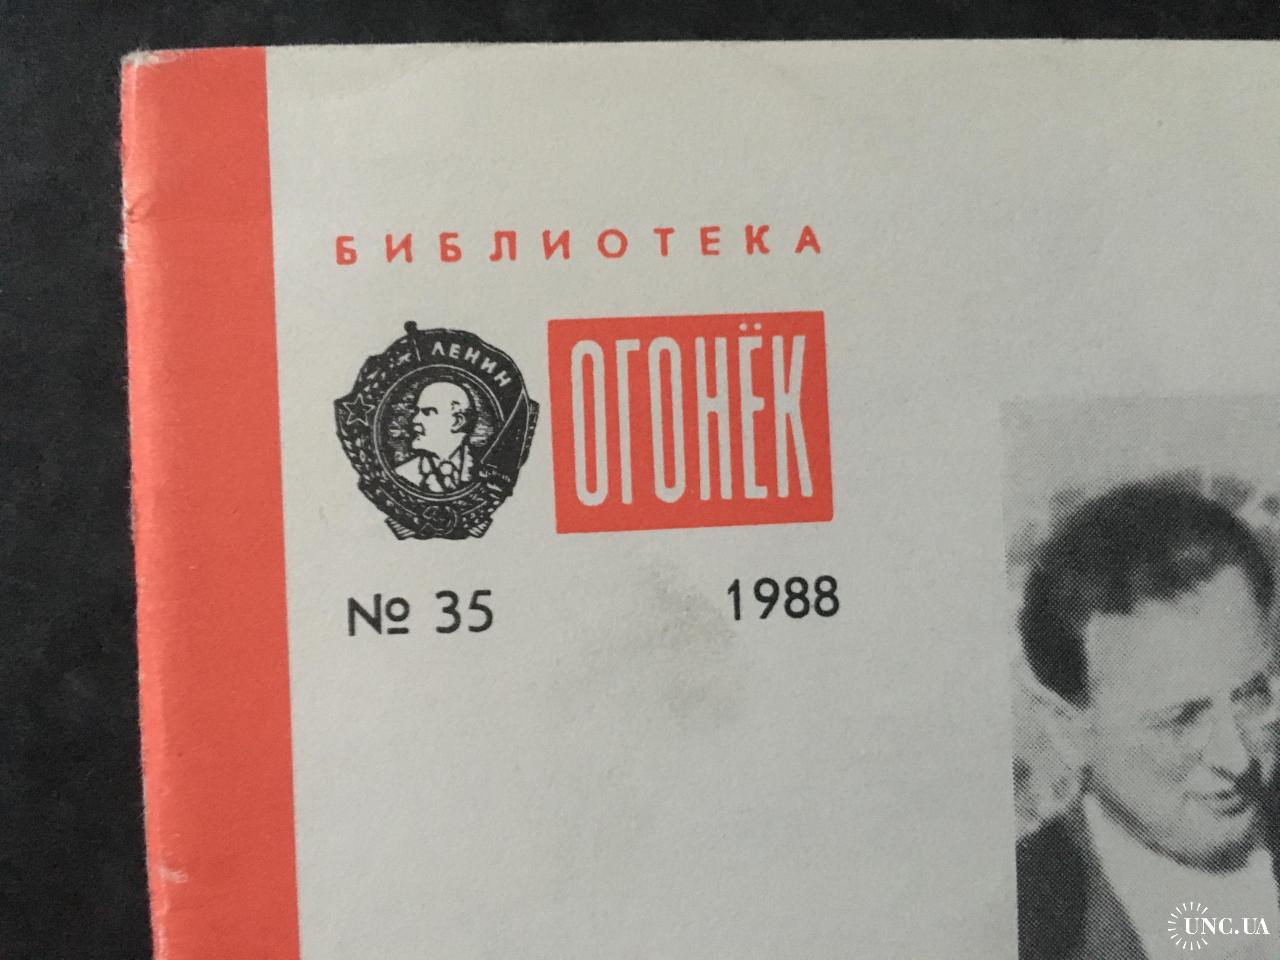 БИБЛИОТЕКА
ЛЕНИН
ОГОНЁК
№ 35 1988
UNC.UA